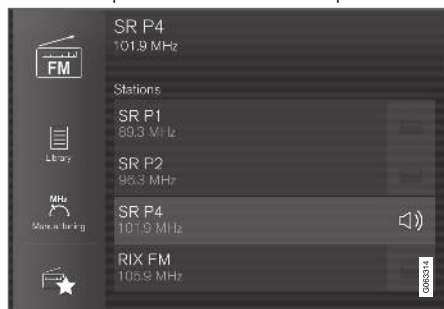 SR P4
101.9 MHz
FM
Stations
SR P1
89.3 MHz
Library
SR P2
96.3 MHz
MHz
Manual tuning
SR P4
101.9 MHz
RIX FM
105.9 MHz
G063314